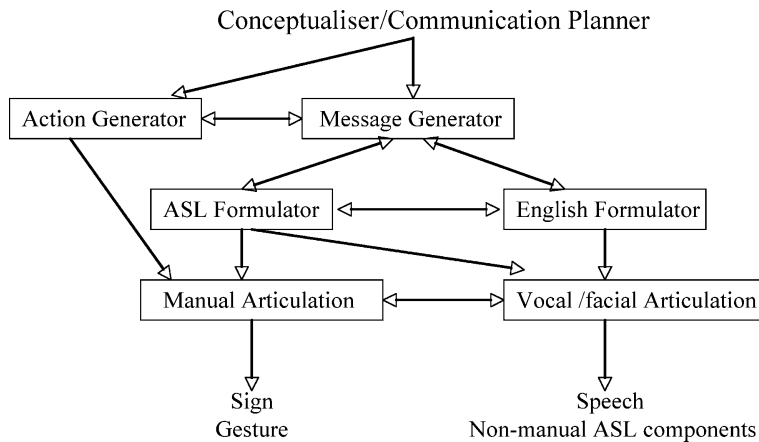 Conceptualiser/Communication Planner
Action Generator
Message Generator
ASL Formulator
English Formulator
Manual Articulation
Vocal /facial Articulation
Sign
Gesture
Speech
Non-manual ASL components